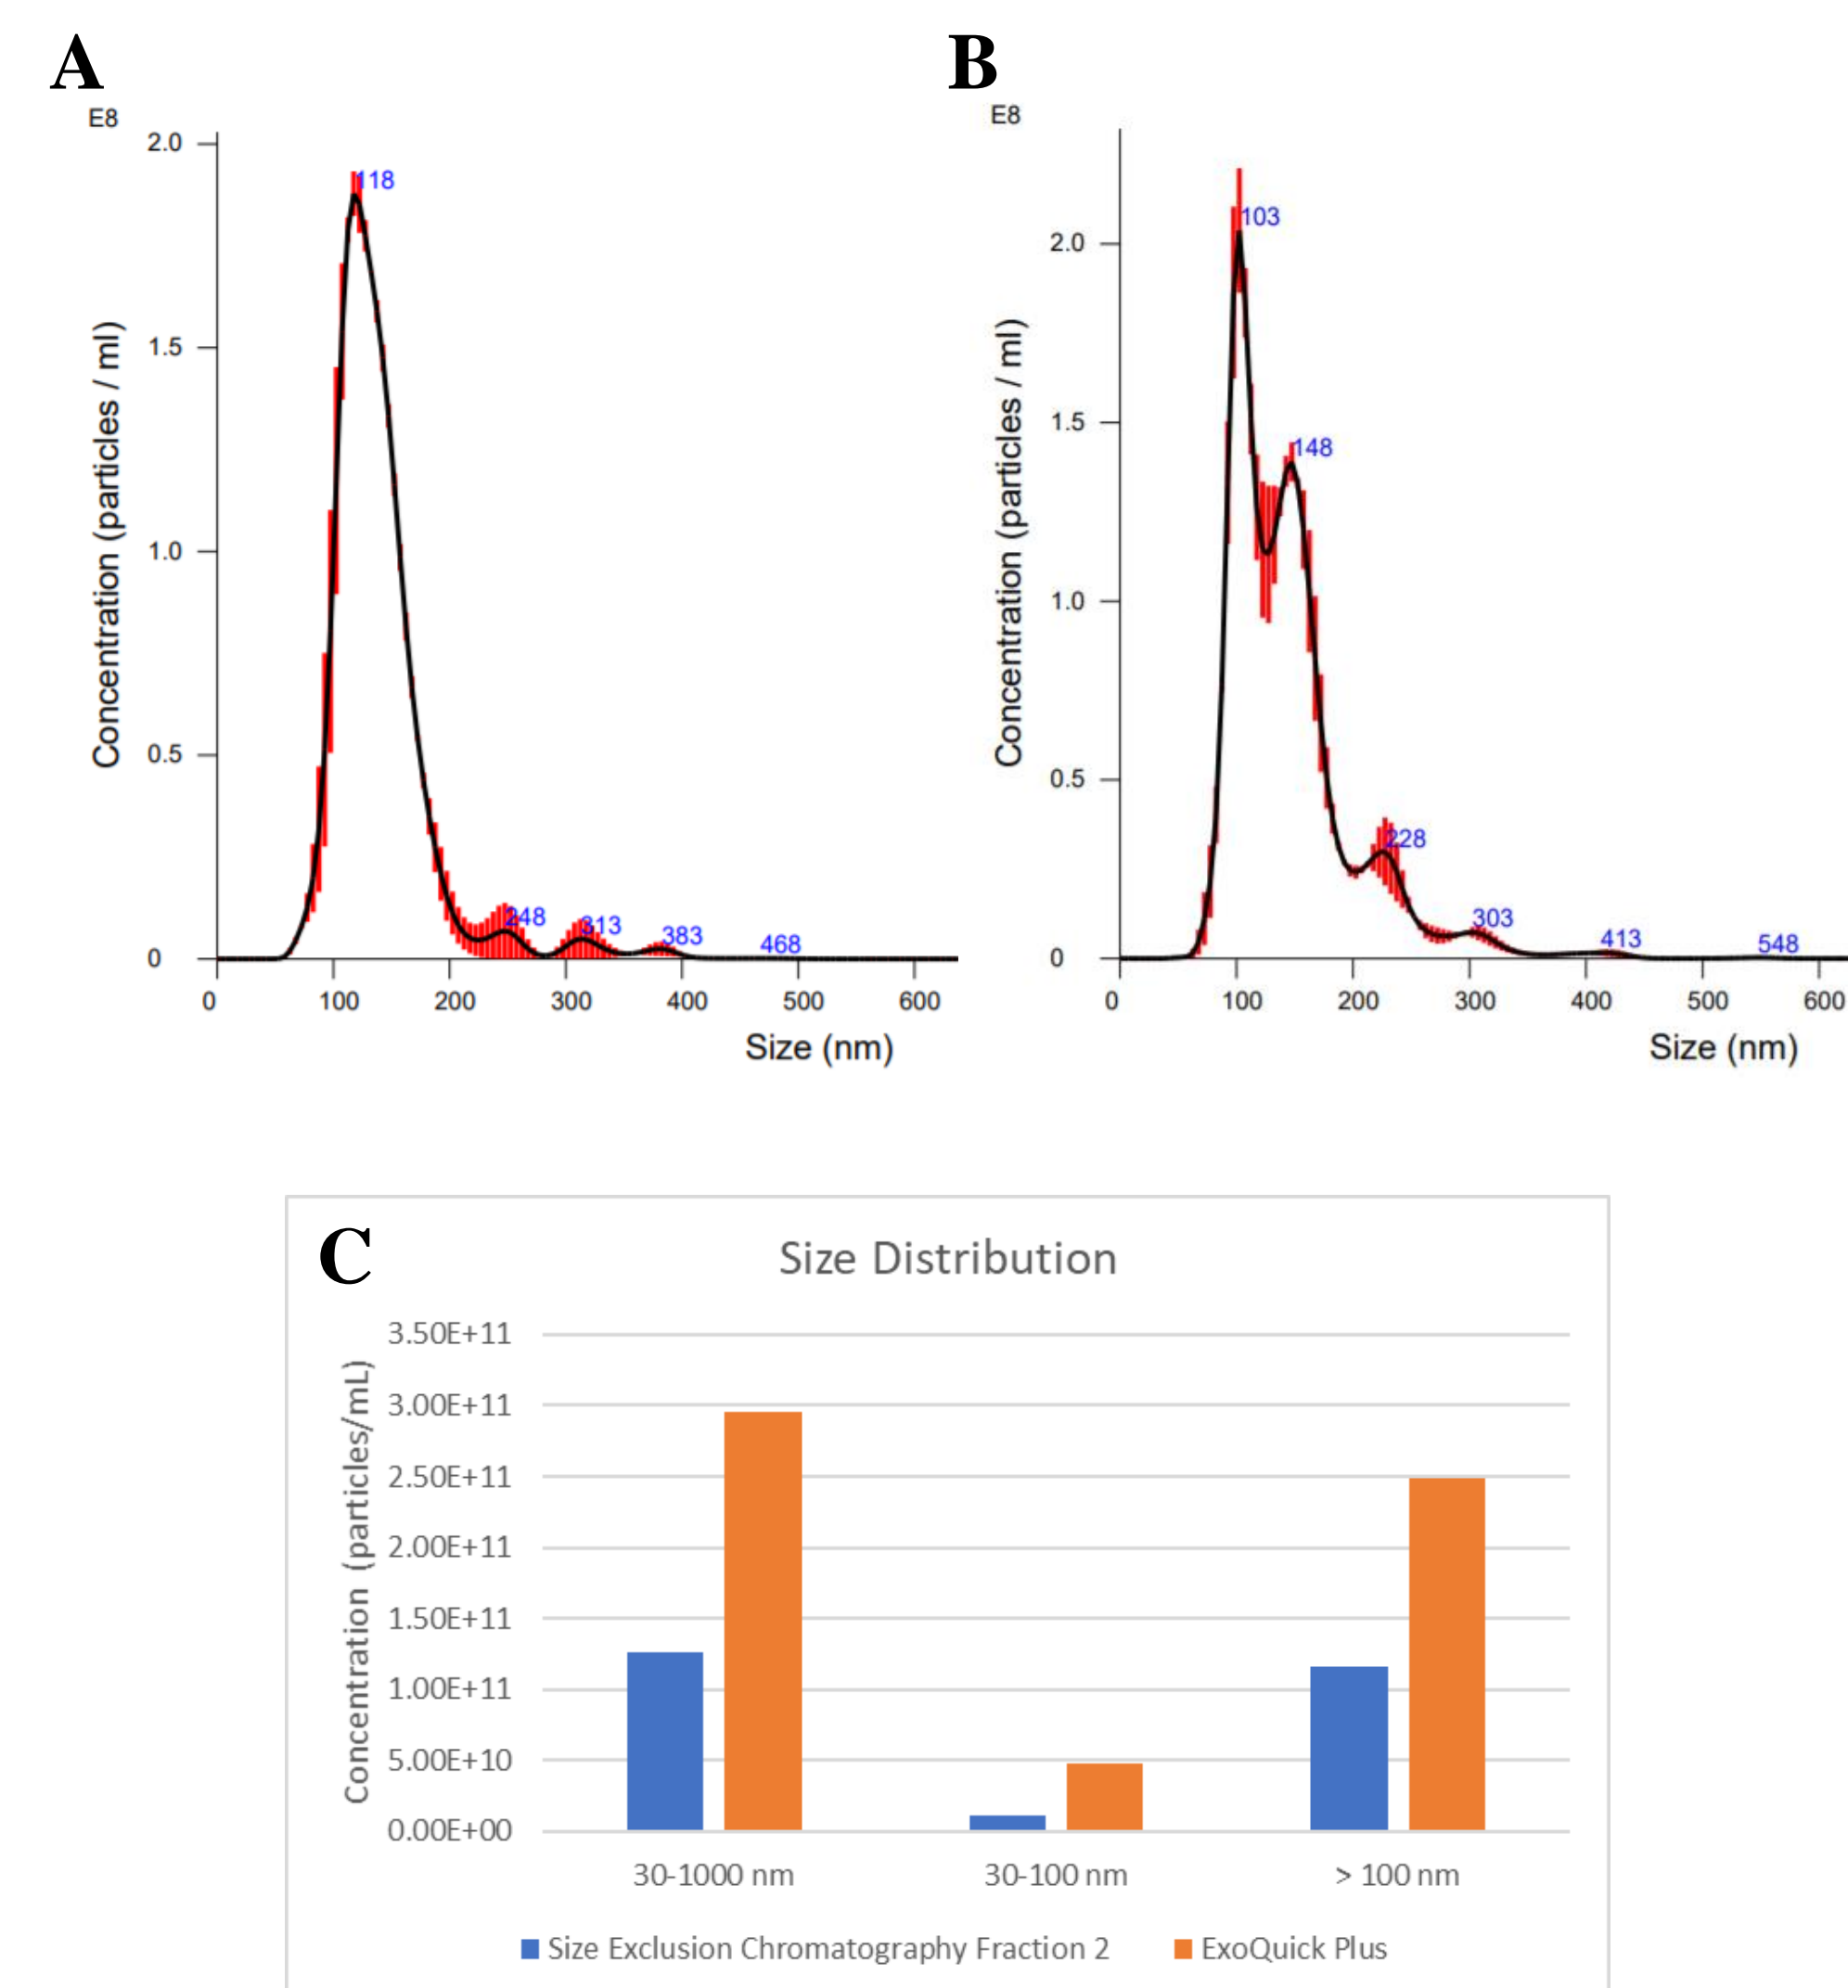 A
E8
2.0
1.5
1.0
0.5
0
Concentration (particles / ml)
118
248
313
383
468
0 100 200 300 400 500 600
Size (nm)
B
E8
2.0
1.5
1.0
0.5
0
Concentration (particles / ml)
103
148
228
303
413
548
0 100 200 300 400 500 600
Size (nm)
C
Size Distribution
Concentration (particles/mL)
3.50E+11
3.00E+11
2.50E+11
2.00E+11
1.50E+11
1.00E+11
5.00E+10
0.00E+00
30-1000 nm 30-100 nm > 100 nm
Size Exclusion Chromatography Fraction 2 ExoQuick Plus